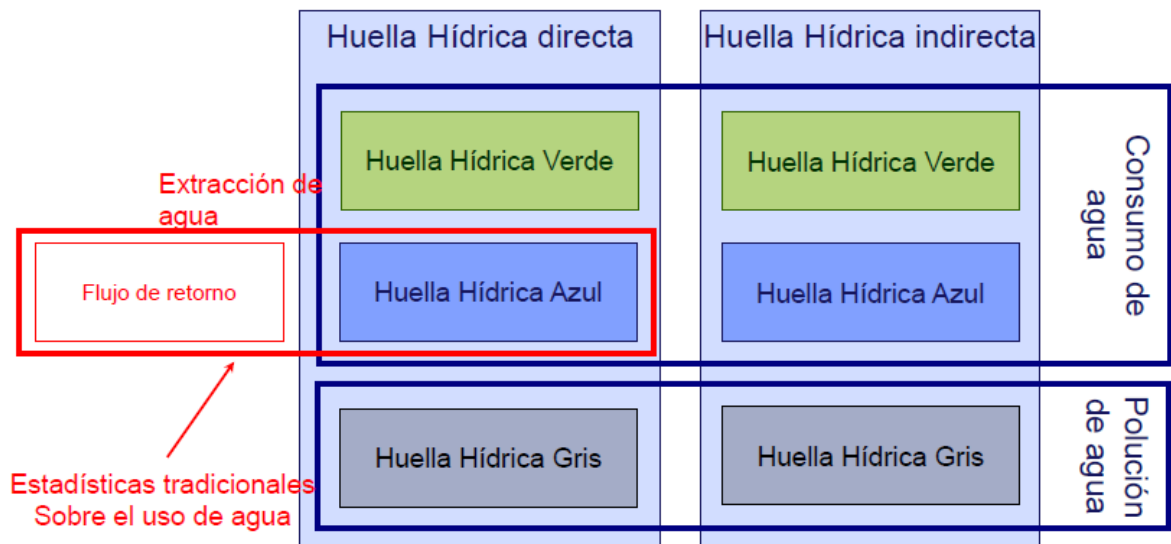 Huella Hídrica directa
Huella Hídrica indirecta
Huella Hídrica Verde
Huella Hídrica Verde
Extracción de
agua
Flujo de retorno
Huella Hídrica Azul
Huella Hídrica Azul
Consumo de
agua
Huella Hídrica Gris
Huella Hídrica Gris
Polución
de agua
Estadísticas tradicionales
Sobre el uso de agua